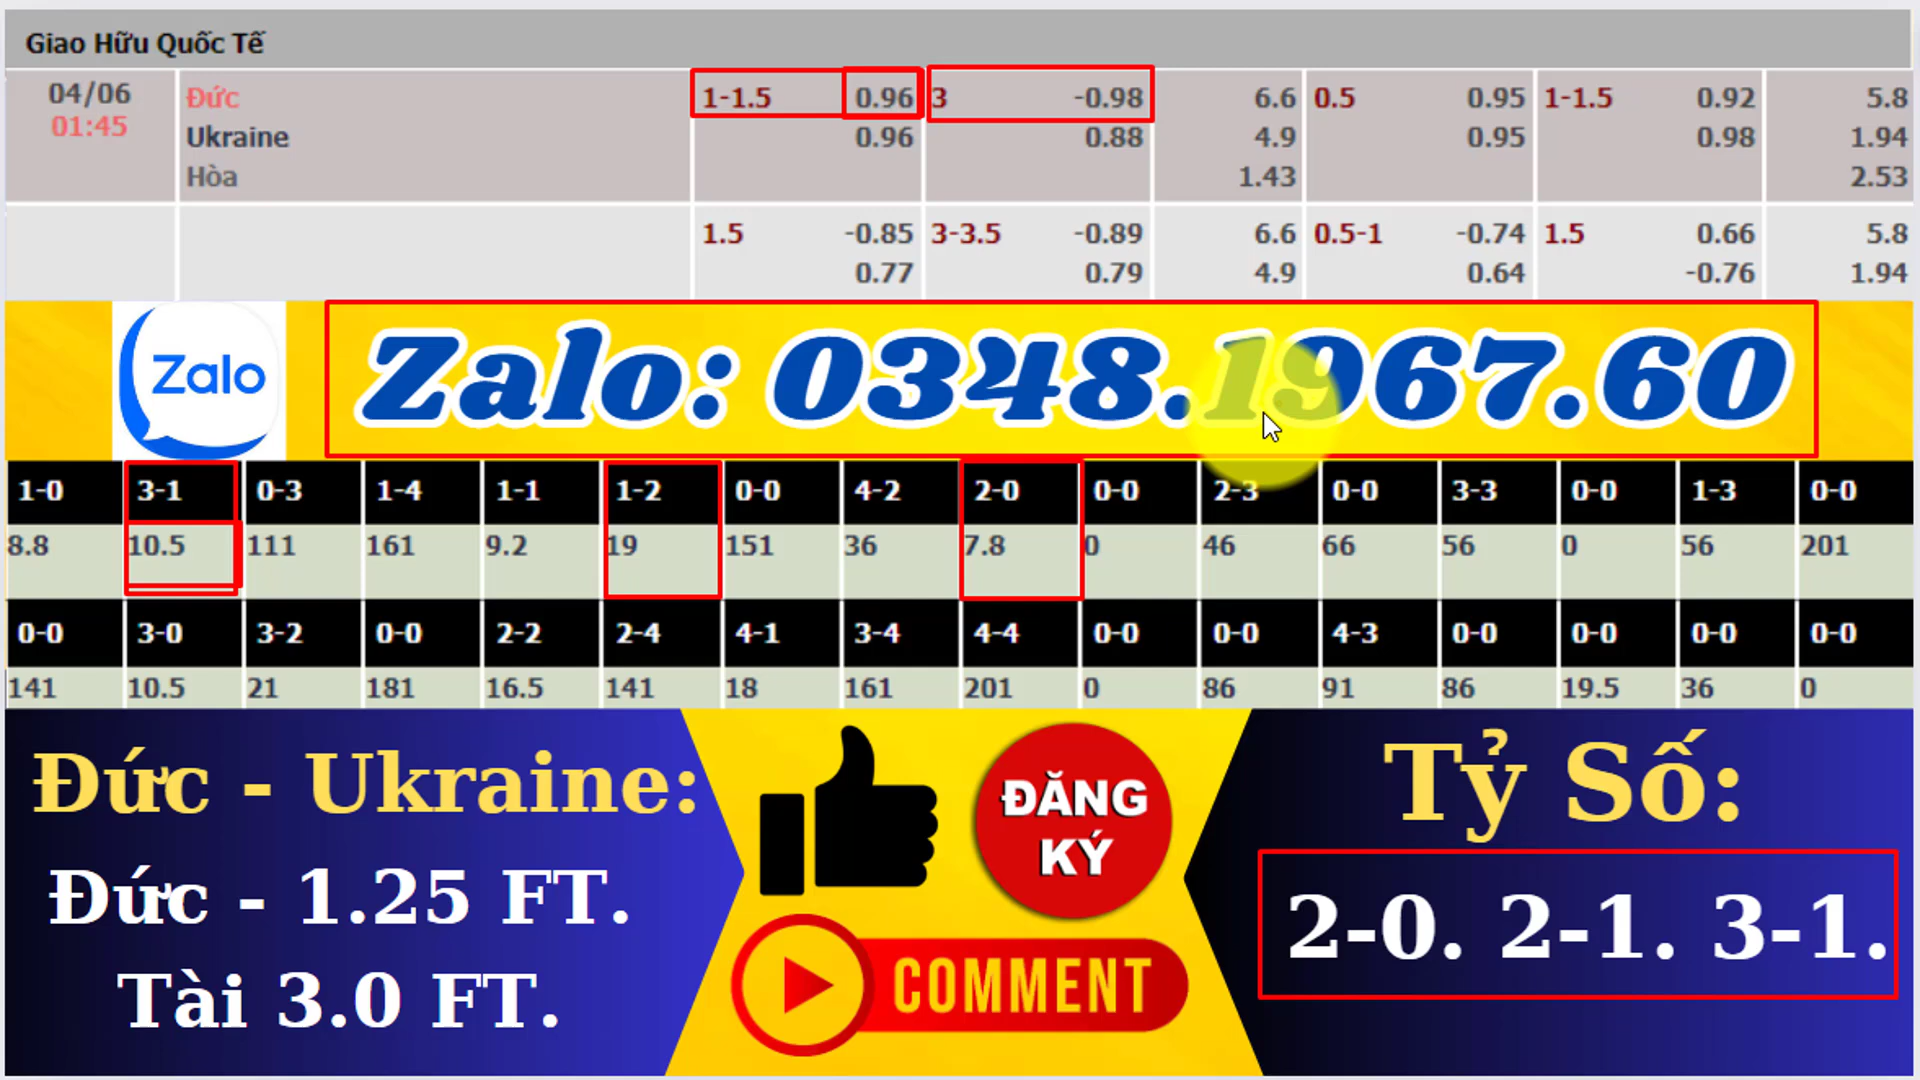 Giao Hữu Quốc Tế
04/06 Đức 1-1.5 0.96 3 -0.98 6.6 0.5 0.95 1-1.5 0.92 5.8
01:45 Ukraine 0.96 0.88 4.9 0.95 0.98 1.94
Hòa 1.43 2.53
1.5 -0.85 3-3.5 -0.89 6.6 0.5-1 -0.74 1.5 0.66 5.8
0.77 0.79 4.9 0.64 -0.76 1.94
Zalo Zalo: 0348.1967.60
1-0 3-1 0-3 1-4 1-1 1-2 0-0 4-2 2-0 0-0 2-3 0-0 3-3 0-0 1-3 0-0
8.8 10.5 111 161 9.2 19 151 36 7.8 0 46 66 56 0 56 201
0-0 3-0 3-2 0-0 2-2 2-4 4-1 3-4 4-4 0-0 0-0 4-3 0-0 0-0 0-0 0-0
141 10.5 21 181 16.5 141 18 161 201 0 86 91 86 19.5 36 0
Đức - Ukraine:
Đức - 1.25 FT.
Tài 3.0 FT.
ĐĂNG
KÝ
COMMENT
Tỷ Số:
2-0. 2-1. 3-1.